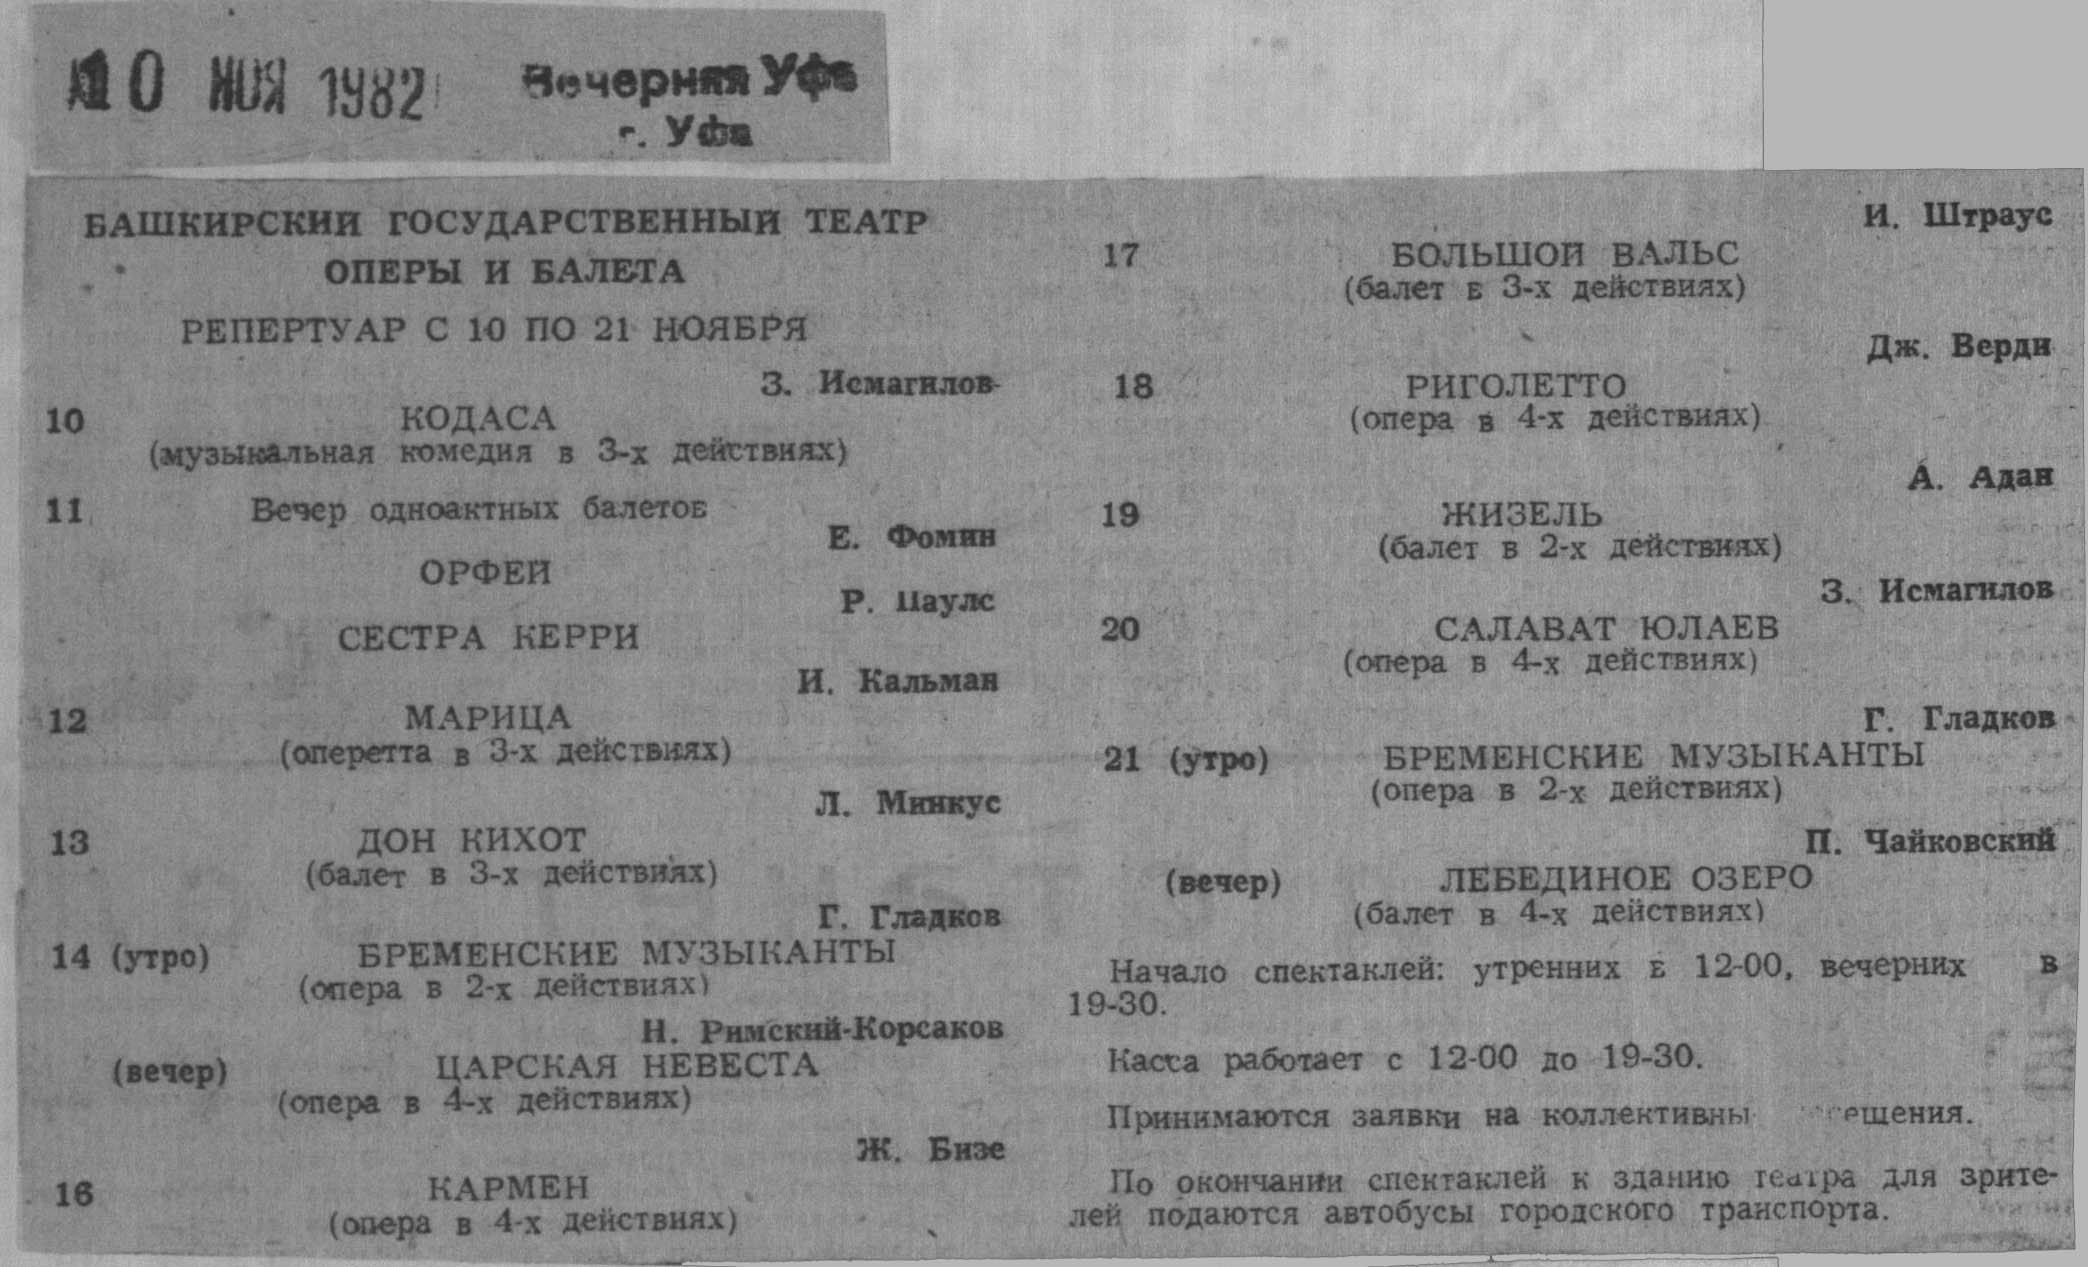 10 НОЯ 1982
Вечерняя Уфа
г. Уфа
БАШКИРСКИЙ ГОСУДАРСТВЕННЫЙ ТЕАТР
ОПЕРЫ И БАЛЕТА
РЕПЕРТУАР С 10 ПО 21 НОЯБРЯ
З. Исмагилов
10 КОДАСА
(музыкальная комедия в 3-х действиях)
11 Вечер одноактных балетов
Е. Фомин
ОРФЕЙ
Р. Паулс
СЕСТРА КЕРРИ
И. Кальман
12 МАРИЦА
(оперетта в 3-х действиях)
Л. Минкус
13 ДОН КИХОТ
(балет в 3-х действиях)
Г. Гладков
14 (утро) БРЕМЕНСКИЕ МУЗЫКАНТЫ
(опера в 2-х действиях)
Н. Римский-Корсаков
(вечер) ЦАРСКАЯ НЕВЕСТА
(опера в 4-х действиях)
Ж. Бизе
16 КАРМЕН
(опера в 4-х действиях)
И. Штраус
17 БОЛЬШОЙ ВАЛЬС
(балет в 3-х действиях)
Дж. Верди
18 РИГОЛЕТТО
(опера в 4-х действиях)
А. Адан
19 ЖИЗЕЛЬ
(балет в 2-х действиях)
З. Исмагилов
20 САЛАВАТ ЮЛАЕВ
(опера в 4-х действиях)
Г. Гладков
21 (утро) БРЕМЕНСКИЕ МУЗЫКАНТЫ
(опера в 2-х действиях)
П. Чайковский
(вечер) ЛЕБЕДИНОЕ ОЗЕРО
(балет в 4-х действиях)
Начало спектаклей: утренних в 12-00, вечерних в
19-30.
Касса работает с 12-00 до 19-30.
Принимаются заявки на
По окончании спектаклей к зданию театра для зрите-
лей подаются автобусы городского транспорта.